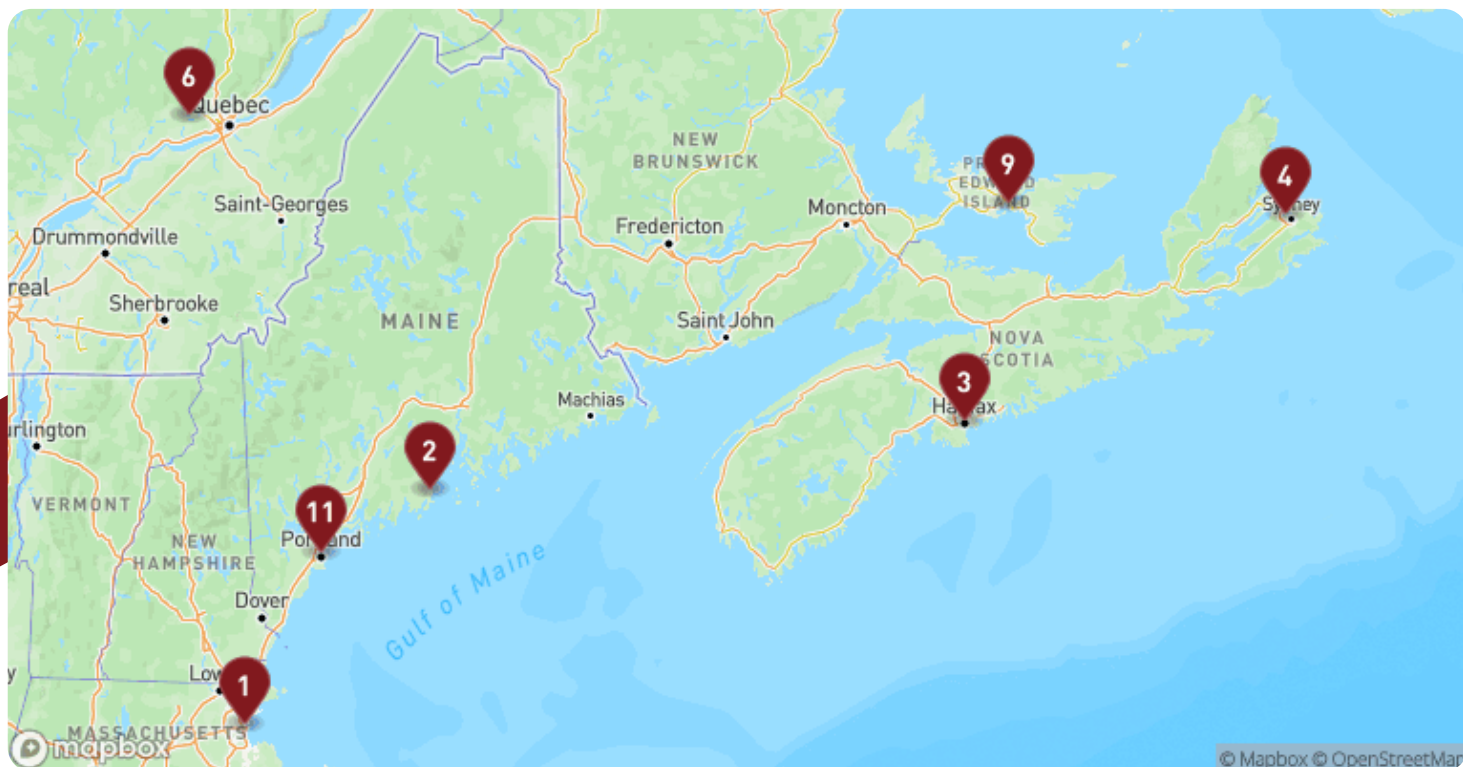 6
Quebec
NEW
BRUNSWICK
9
EDWARD
ISLAND
4
Sydney
Saint-Georges
Moncton
Fredericton
Drummondville
real
Sherbrooke
MAINE
Saint John
NOVA
SCOTIA
3
Halifax
Machias
urlington
2
VERMONT
11
Portland
NEW
HAMPSHIRE
Gulf of Maine
Dover
Low
1
MASSACHUSETTS
mapbox
© Mapbox © OpenStreetMap